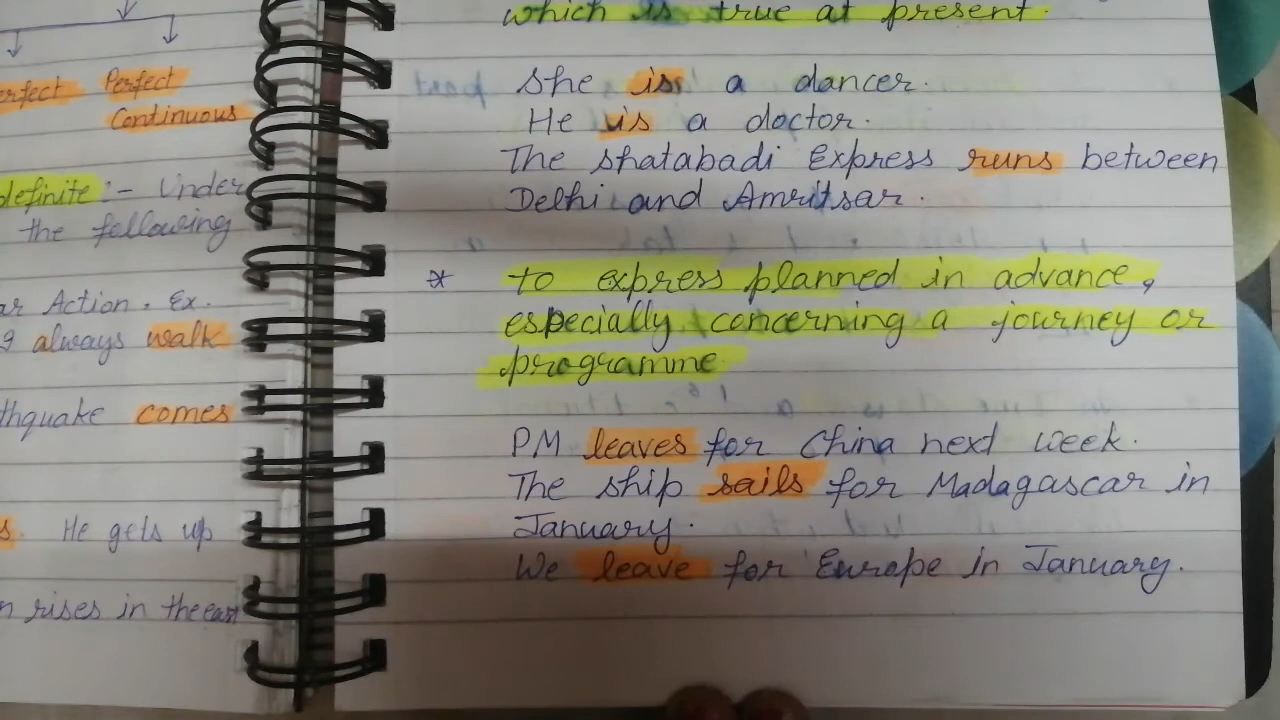 erfect Perfect
Continuous
definite :- Under
the following
ar Action. Ex.
I always walk
thquake comes
s. He gets up
n rises in the east
which is true at present.
She is a dancer.
He is a doctor.
The Shatabadi Express runs between
Delhi and Amritsar.
* to express planned in advance,
especially concerning a journey or
programme
PM leaves for China next week.
The ship sails for Madagascar in
January.
We leave for Europe in January.